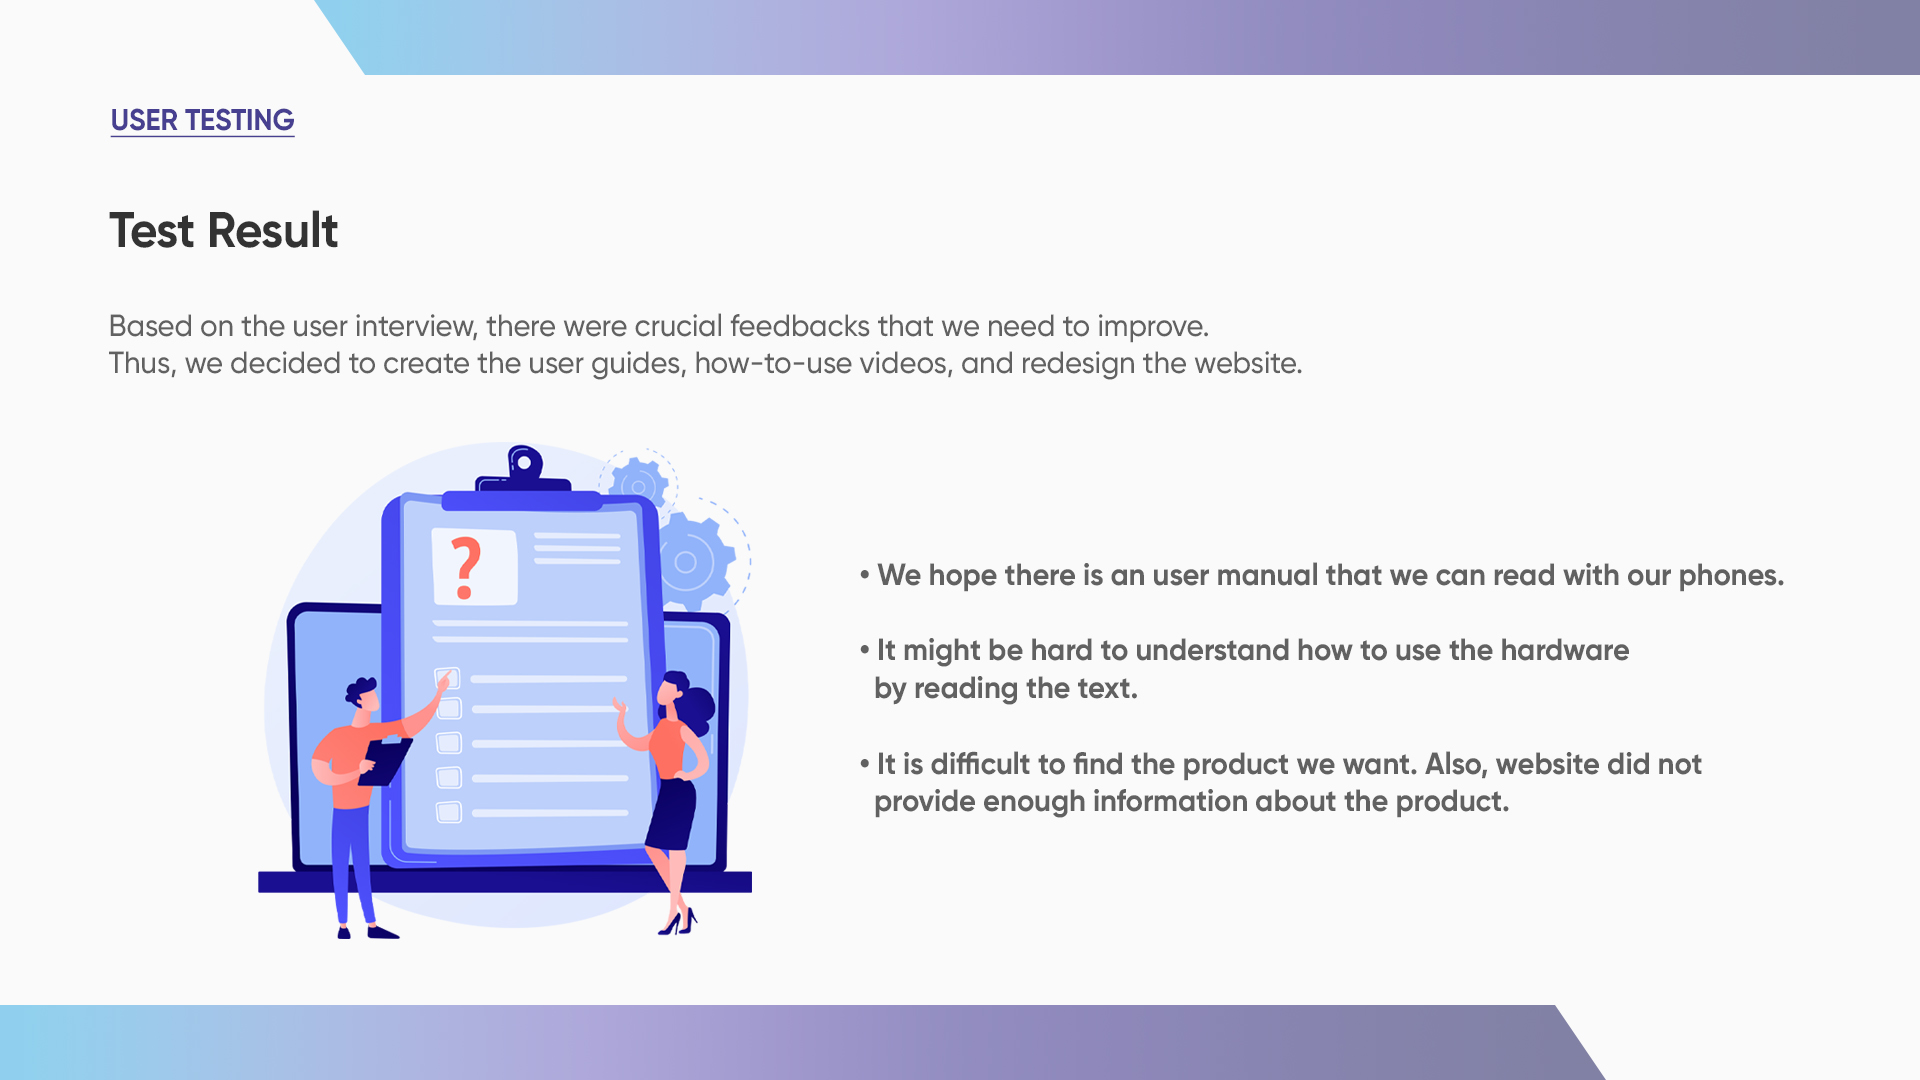 USER TESTING
Test Result
Based on the user interview, there were crucial feedbacks that we need to improve.
Thus, we decided to create the user guides, how-to-use videos, and redesign the website.
?
• We hope there is an user manual that we can read with our phones.
• It might be hard to understand how to use the hardware
by reading the text.
• It is difficult to find the product we want. Also, website did not
provide enough information about the product.